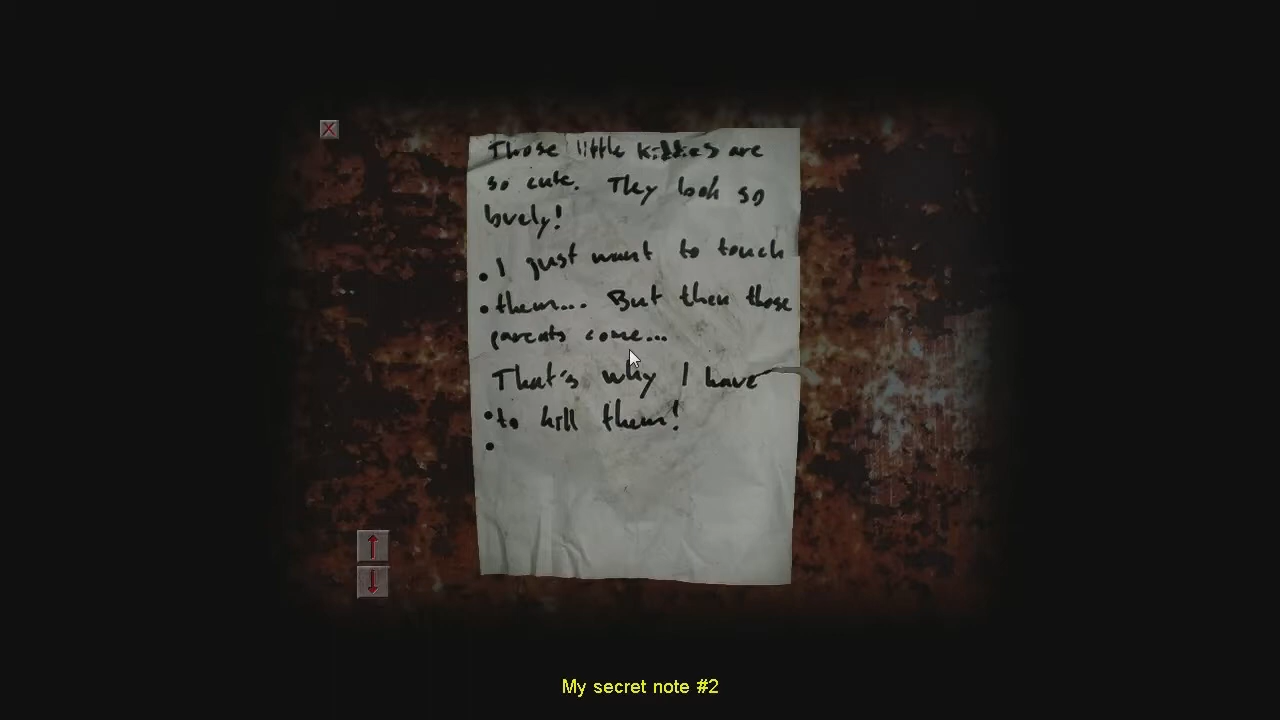 Those little kiddies are
so cute. They look so
lovely!
I just want to touch
them... But then those
parents come...
That's why I have
to kill them!
My secret note #2